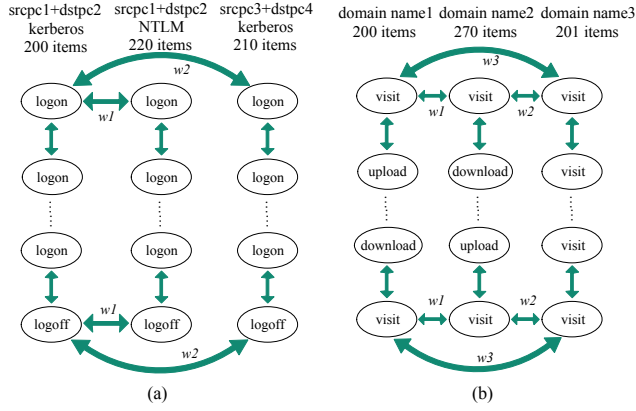 srcpc1+dstpc2
kerberos
200 items
srcpc1+dstpc2
NTLM
220 items
srcpc3+dstpc4
kerberos
210 items
w2
logon
w1
logon
logon
logon
logon
logon
logon
logon
logon
w1
logoff
logoff
logoff
w2
(a)
domain name1
200 items
domain name2
270 items
domain name3
201 items
w3
visit
w1
visit
w2
visit
upload
download
visit
download
upload
visit
w1
w2
visit
visit
visit
w3
(b)